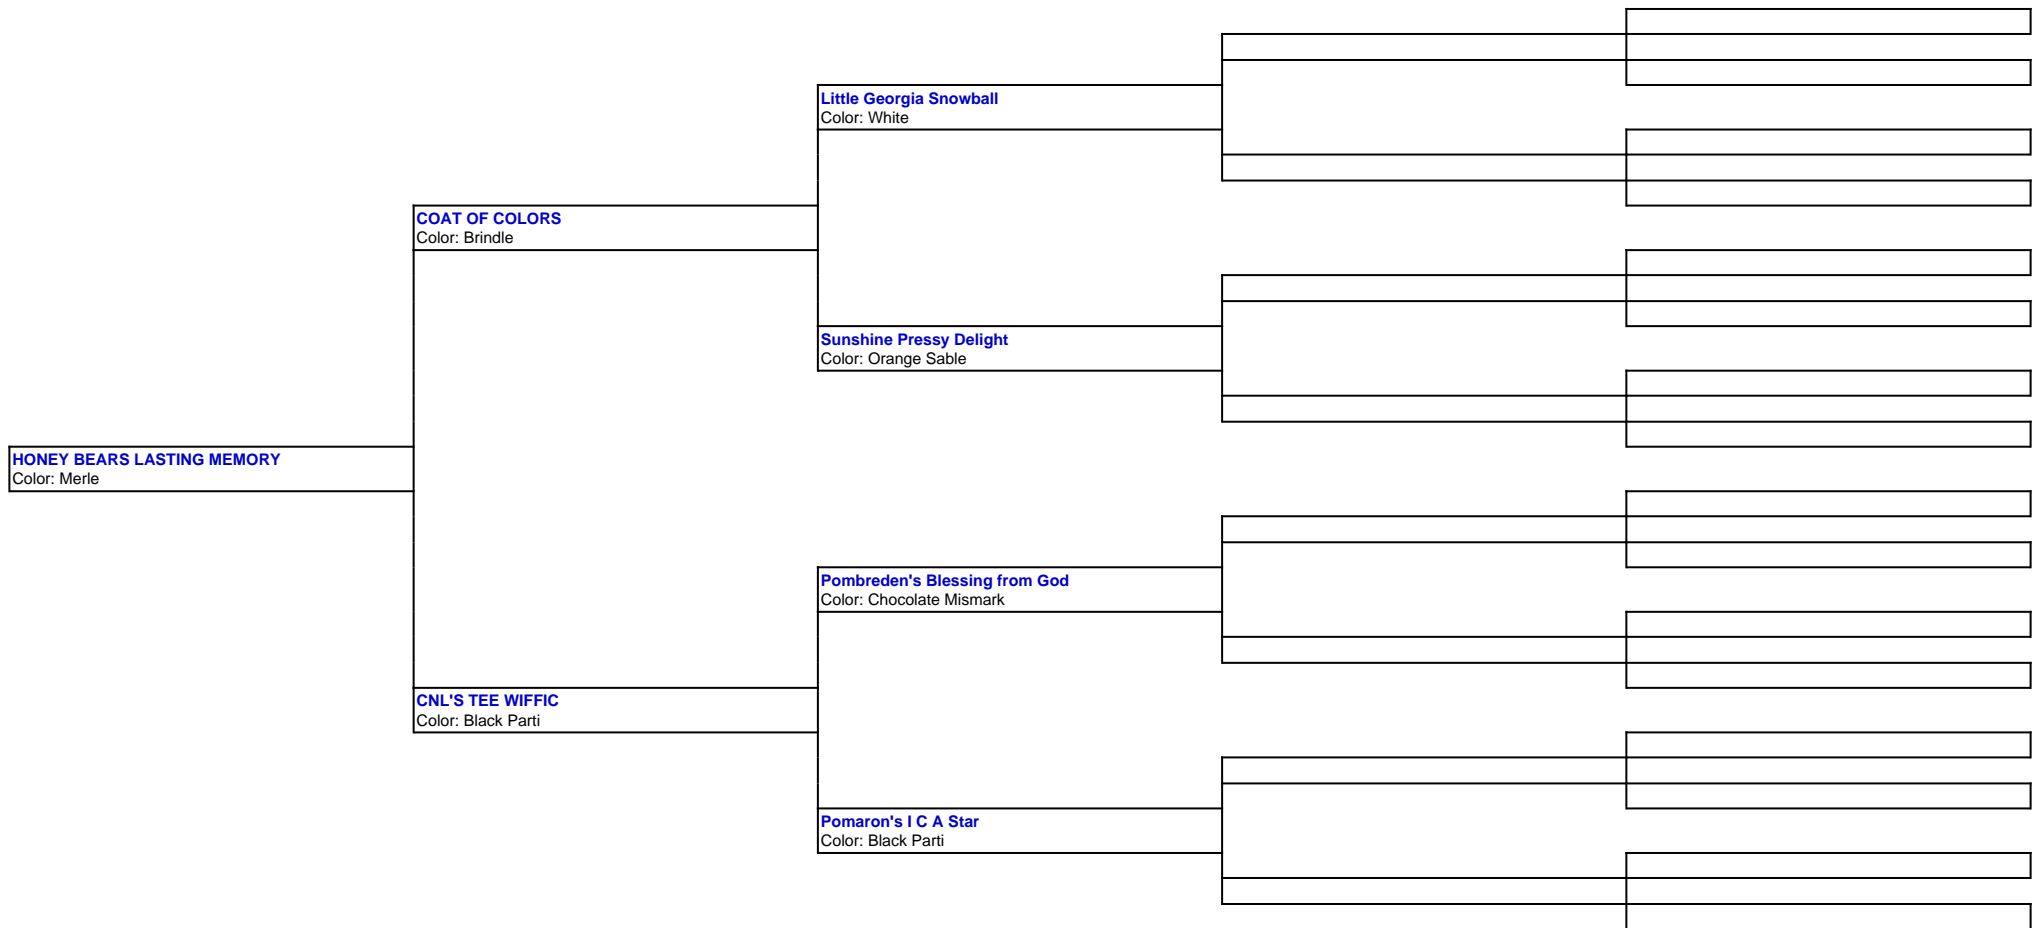 Little Georgia Snowball
Color: White
COAT OF COLORS
Color: Brindle
Sunshine Pressy Delight
Color: Orange Sable
HONEY BEARS LASTING MEMORY
Color: Merle
Pombreden's Blessing from God
Color: Chocolate Mismark
CNL'S TEE WIFFIC
Color: Black Parti
Pomaron's I C A Star
Color: Black Parti